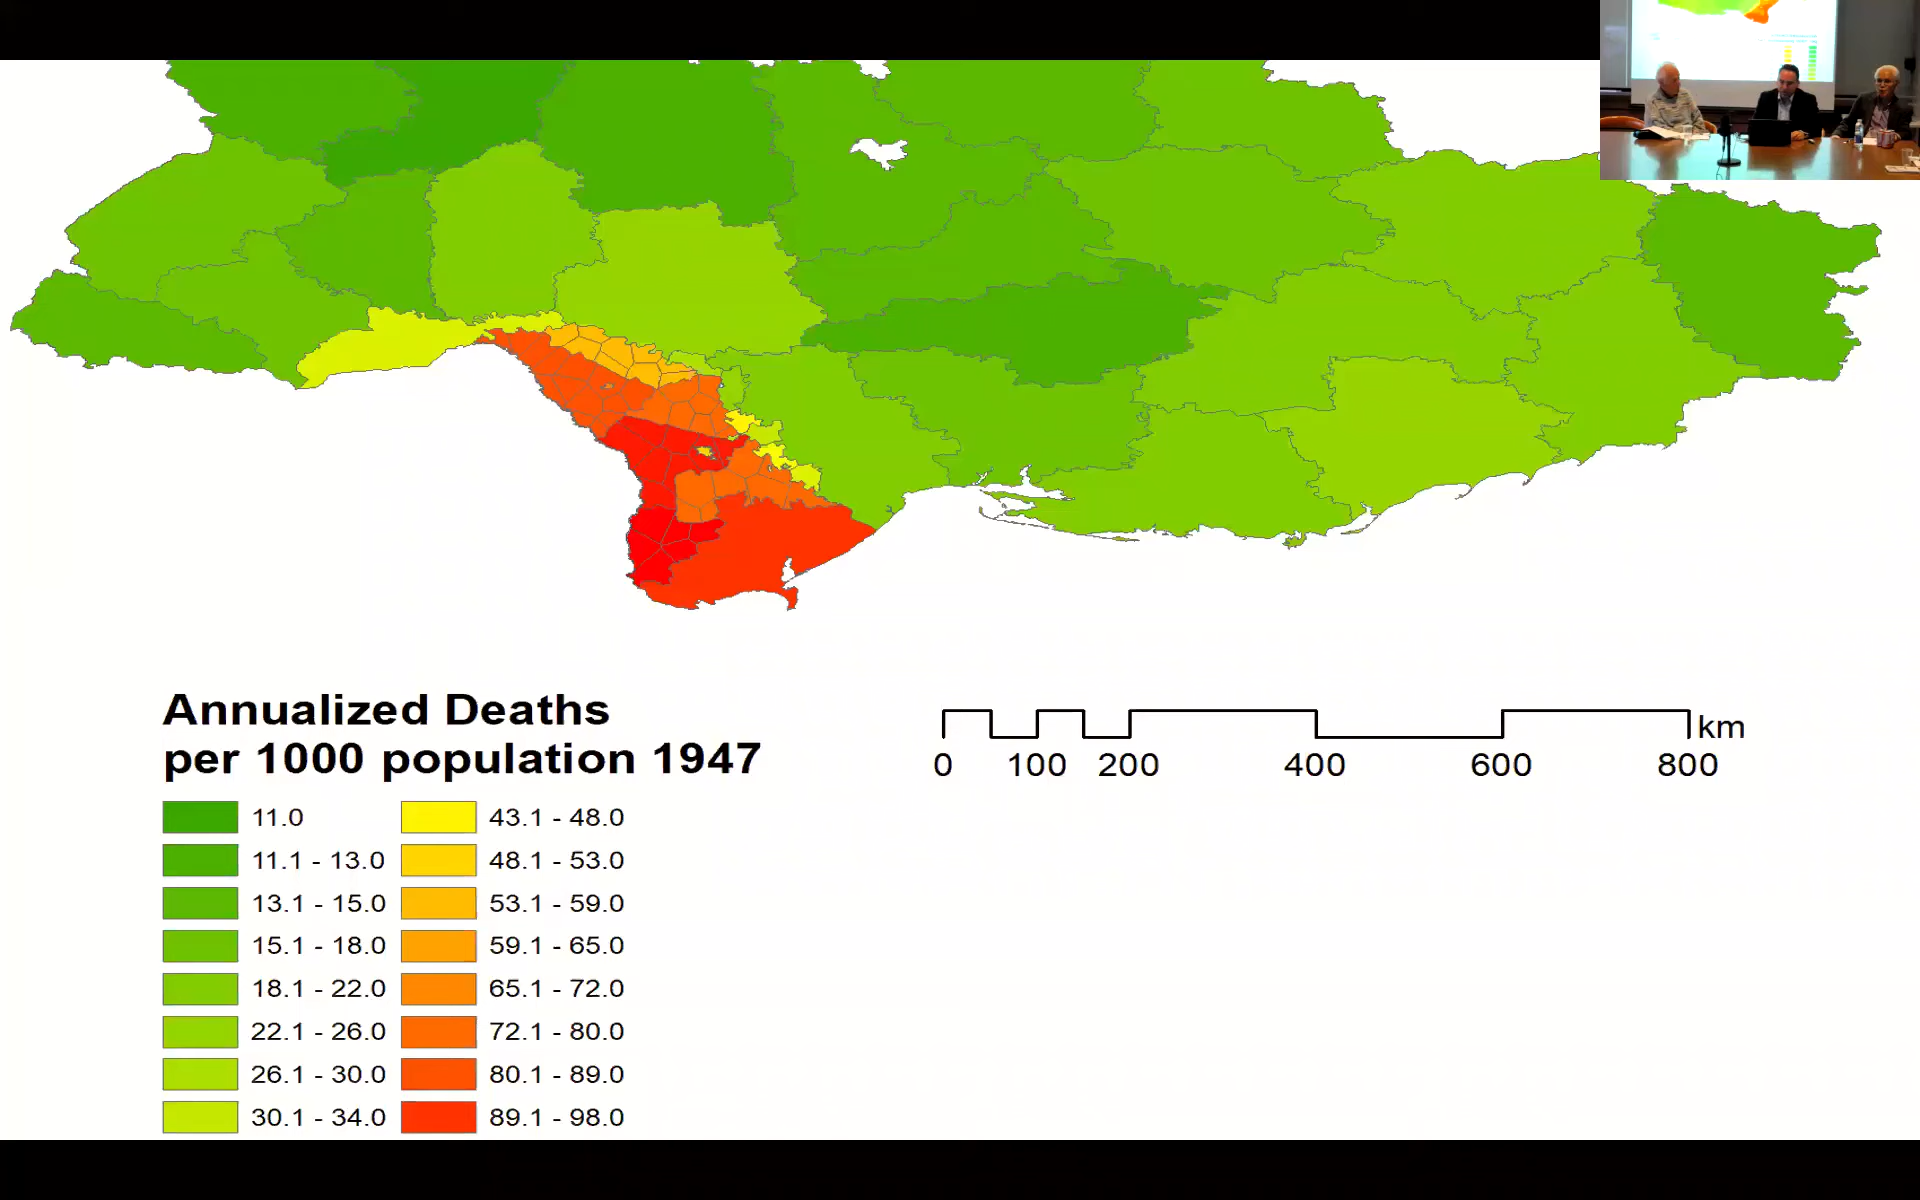 Annualized Deaths
per 1000 population 1947
11.0
11.1 - 13.0
13.1 - 15.0
15.1 - 18.0
18.1 - 22.0
22.1 - 26.0
26.1 - 30.0
30.1 - 34.0
43.1 - 48.0
48.1 - 53.0
53.1 - 59.0
59.1 - 65.0
65.1 - 72.0
72.1 - 80.0
80.1 - 89.0
89.1 - 98.0
km
0 100 200 400 600 800